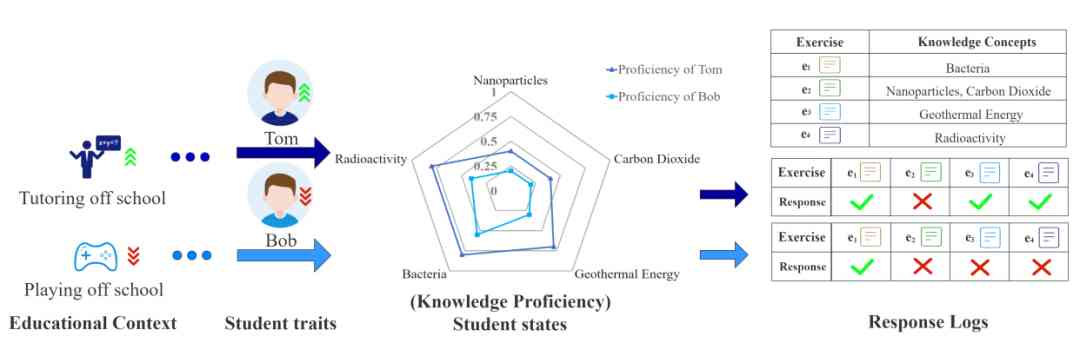 x+y=?
Tutoring off school
Playing off school
Educational Context
Tom
Bob
Student traits
Nanoparticles
1
0.75
0.5
0.25
0
Radioactivity
Carbon Dioxide
Bacteria
Geothermal Energy
Proficiency of Tom
Proficiency of Bob
(Knowledge Proficiency)
Student states
Exercise Knowledge Concepts
e1 Bacteria
e2 Nanoparticles, Carbon Dioxide
e3 Geothermal Energy
e4 Radioactivity
Exercise e1 e2 e3 e4
Response
Exercise e1 e2 e3 e4
Response
Response Logs